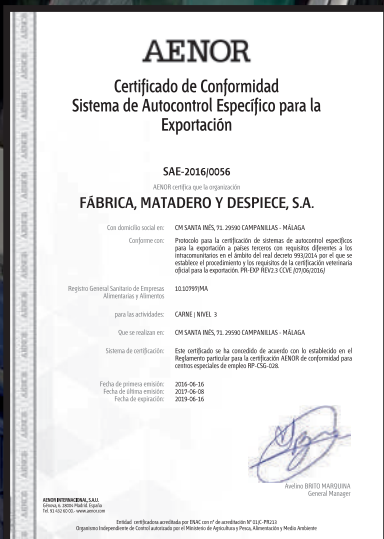 AENOR
Certificado de Conformidad
Sistema de Autocontrol Específico para la
Exportación
SAE-2016/0056
AENOR certifica que la organización
FÁBRICA, MATADERO Y DESPIECE, S.A.
Con domicilio social en: CM SANTA INÉS, 71. 29590 CAMPANILLAS - MÁLAGA
Conforme con: Protocolo para la certificación de sistemas de autocontrol específicos
para la exportación a países terceros con requisitos diferentes a los
intracomunitarios en el ámbito del real decreto 993/2014 por el que se
establece el procedimiento y los requisitos de la certificación veterinaria
oficial para la exportación. PR-EXP REV2.3 CCVE /07/06/2016/
Registro General Sanitario de Empresas
Alimentarias y Alimentos
para las actividades: CARNE | NIVEL 3
Que se realizan en: CM SANTA INÉS, 71. 29590 CAMPANILLAS - MÁLAGA
Sistema de certificación: Este certificado se ha concedido de acuerdo con lo establecido en el
Reglamento particular para la certificación AENOR de conformidad para
centros especiales de empleo RP-CSG-028.
Fecha de primera emisión: 2016-06-16
Fecha de última emisión: 2017-06-08
Fecha de expiración: 2019-06-16
Avelino BRITO MARQUINA
General Manager
AENOR INTERNACIONAL, S.A.U.
Génova, 6. 28004 Madrid. España
Tel. 91 432 60 00.- www.aenor.com
Entidad certificadora acreditada por ENAC con nº de acreditación Nº 01/C-PR213
Organismo Independiente de Control autorizado por el Ministerio de Agricultura y Pesca, Alimentación y Medio Ambiente